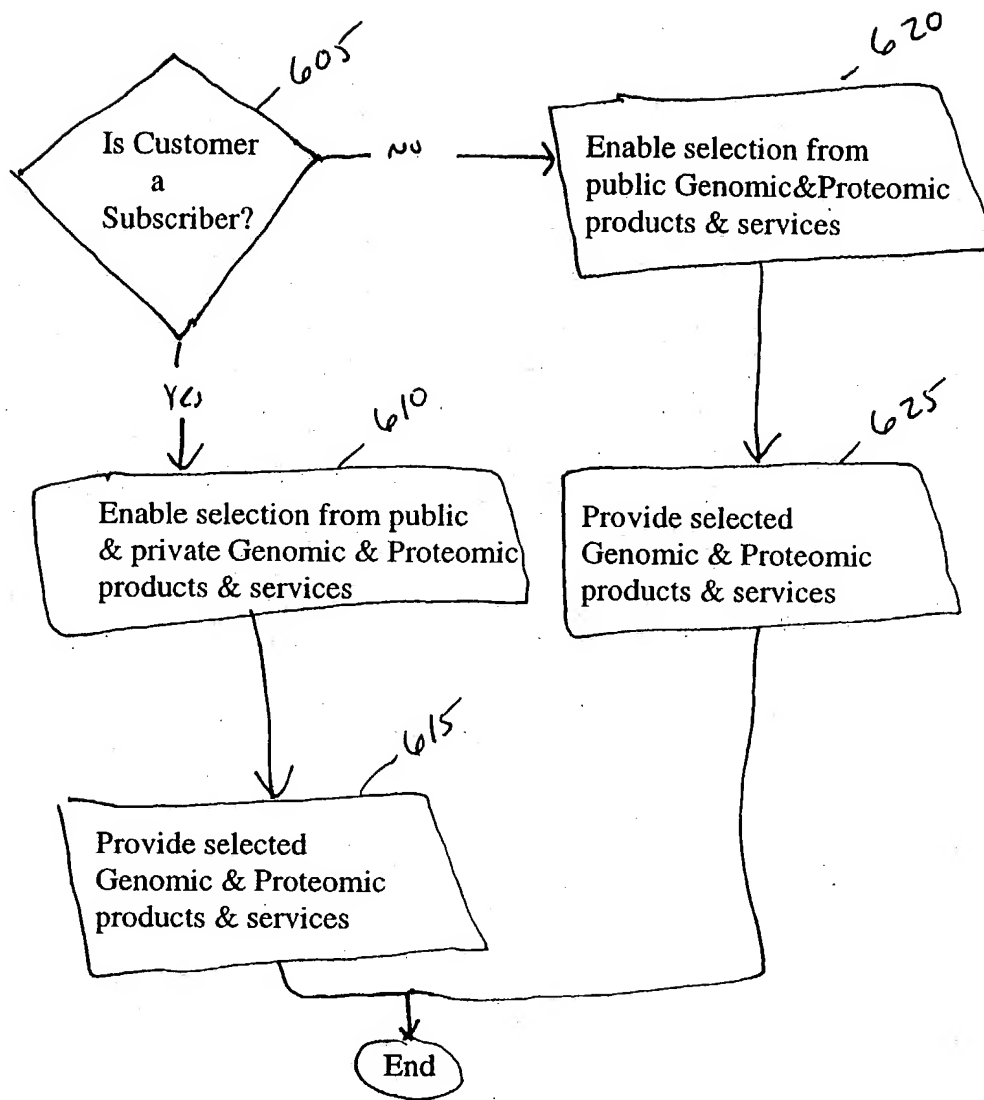 605
Is Customer
a
Subscriber?
NO
620
Enable selection from
public Genomic&Proteomic
products & services
Yes
610
Enable selection from public
& private Genomic & Proteomic
products & services
625
Provide selected
Genomic & Proteomic
products & services
615
Provide selected
Genomic & Proteomic
products & services
End